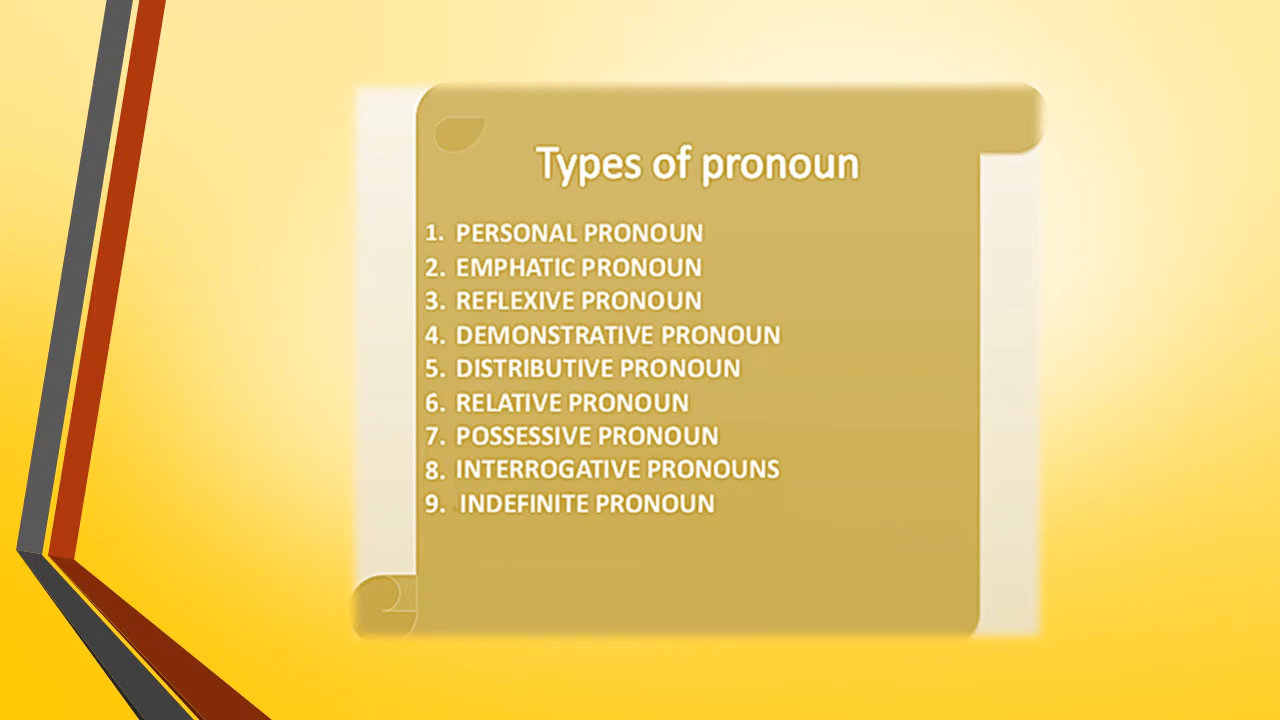 Types of pronoun
1. PERSONAL PRONOUN
2. EMPHATIC PRONOUN
3. REFLEXIVE PRONOUN
4. DEMONSTRATIVE PRONOUN
5. DISTRIBUTIVE PRONOUN
6. RELATIVE PRONOUN
7. POSSESSIVE PRONOUN
8. INTERROGATIVE PRONOUNS
9. INDEFINITE PRONOUN